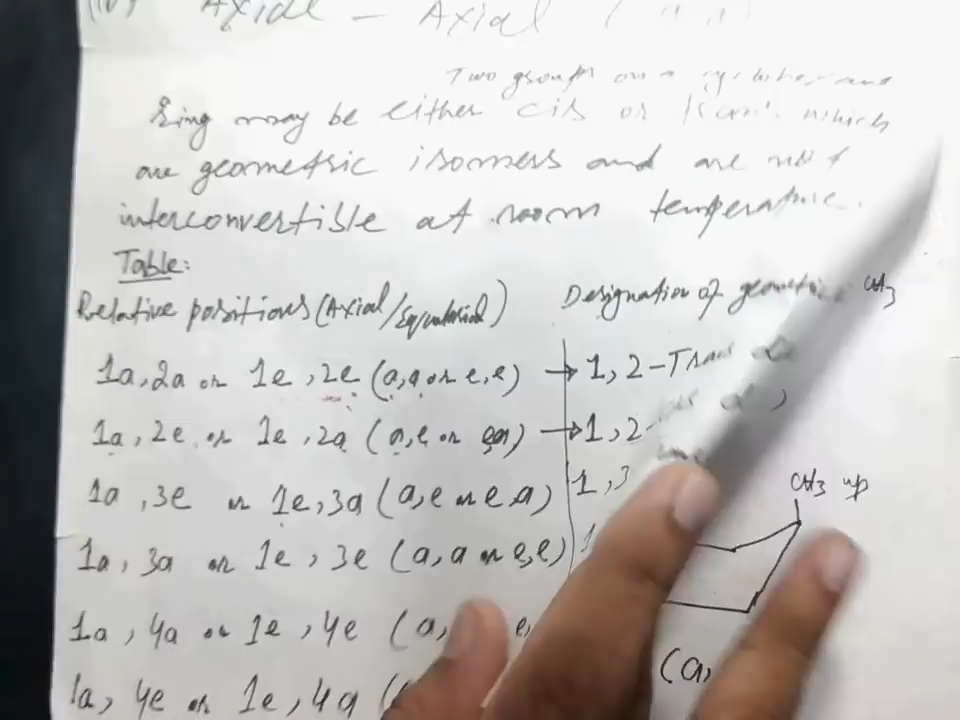 Axial - Axial
Two groups on a
Ring may be either cis or which
are geometric isomers and are not
interconvertible at room temperature.
Table:
Relative positions (Axial/Equatorial) Designation of geometric
CH3
1a, 2a or 1e, 2e (a, a or e, e) → 1, 2-Trans
1a, 2e or 1e, 2a (a, e or e,a) → 1, 2-
1a, 3e or 1e, 3a (a, e or e, a) 1, 3
CH3 up
1a, 3a or 1e, 3e (a, a or e, e)
1a, 4a or 1e, 4e (a, e,
(a,
1a, 4e or 1e, 4a (